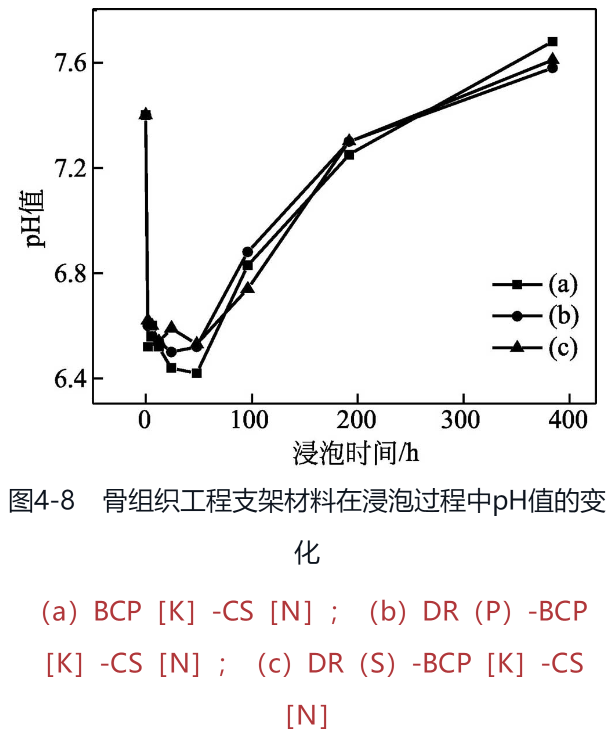 7.6
7.2
6.8
6.4
pH值
(a)
(b)
(c)
0 100 200 300 400
浸泡时间/h
图4-8 骨组织工程支架材料在浸泡过程中pH值的变
化
（a）BCP［K］-CS［N］；（b）DR（P）-BCP
［K］-CS［N］；（c）DR（S）-BCP［K］-CS
［N］